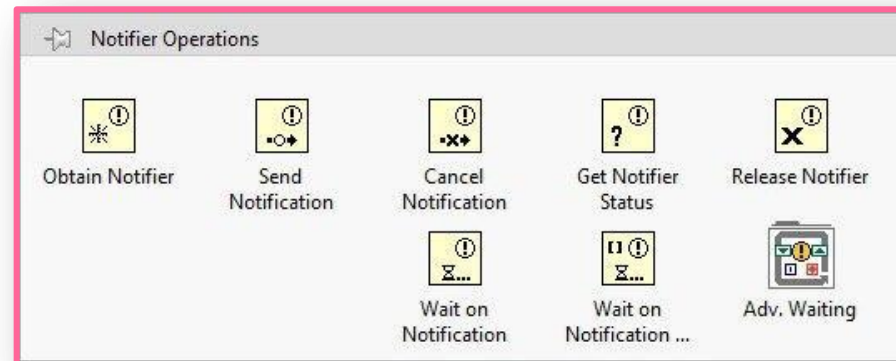 Notifier Operations
Obtain Notifier
Send
Notification
Cancel
Notification
Get Notifier
Status
Release Notifier
Wait on
Notification
Wait on
Notification ...
Adv. Waiting